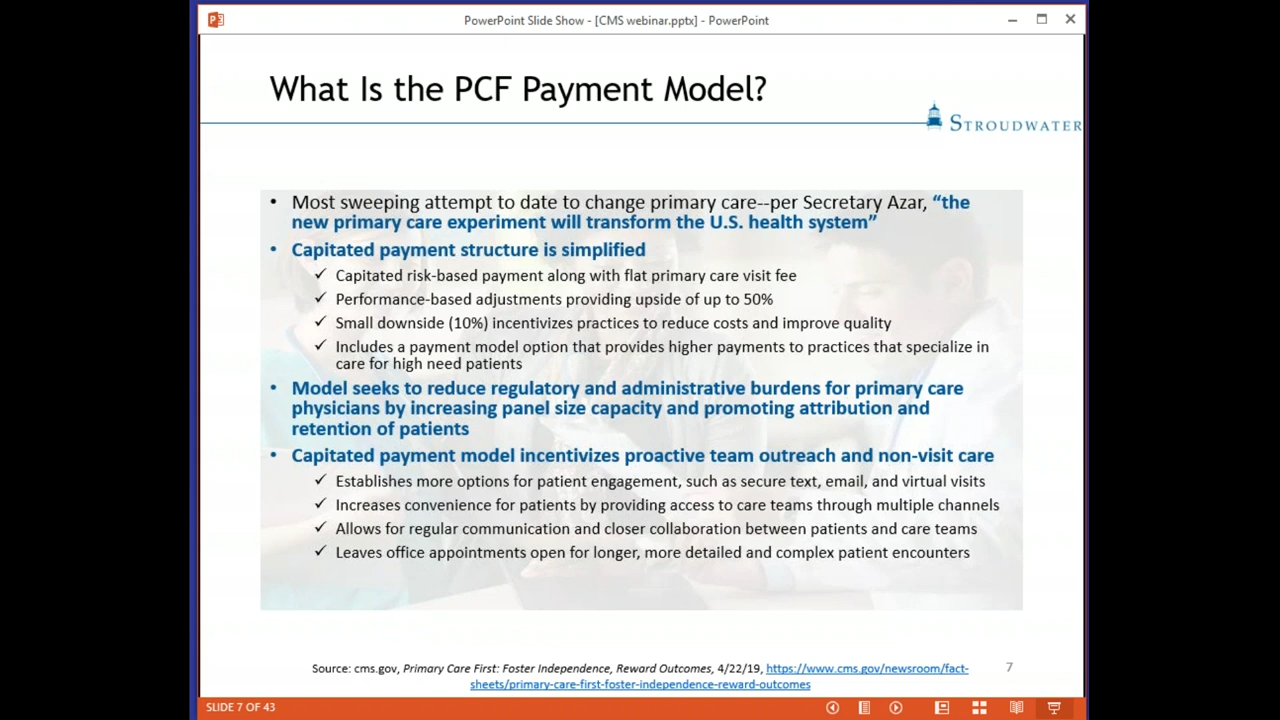 PowerPoint Slide Show - [CMS webinar.pptx] - PowerPoint
What Is the PCF Payment Model?
STROUDWATER
• Most sweeping attempt to date to change primary care--per Secretary Azar, “the
new primary care experiment will transform the U.S. health system”
• Capitated payment structure is simplified
✓ Capitated risk-based payment along with flat primary care visit fee
✓ Performance-based adjustments providing upside of up to 50%
✓ Small downside (10%) incentivizes practices to reduce costs and improve quality
✓ Includes a payment model option that provides higher payments to practices that specialize in
care for high need patients
• Model seeks to reduce regulatory and administrative burdens for primary care
physicians by increasing panel size capacity and promoting attribution and
retention of patients
• Capitated payment model incentivizes proactive team outreach and non-visit care
✓ Establishes more options for patient engagement, such as secure text, email, and virtual visits
✓ Increases convenience for patients by providing access to care teams through multiple channels
✓ Allows for regular communication and closer collaboration between patients and care teams
✓ Leaves office appointments open for longer, more detailed and complex patient encounters
Source: cms.gov, Primary Care First: Foster Independence, Reward Outcomes, 4/22/19, https://www.cms.gov/newsroom/fact-
sheets/primary-care-first-foster-independence-reward-outcomes
7
SLIDE 7 OF 43